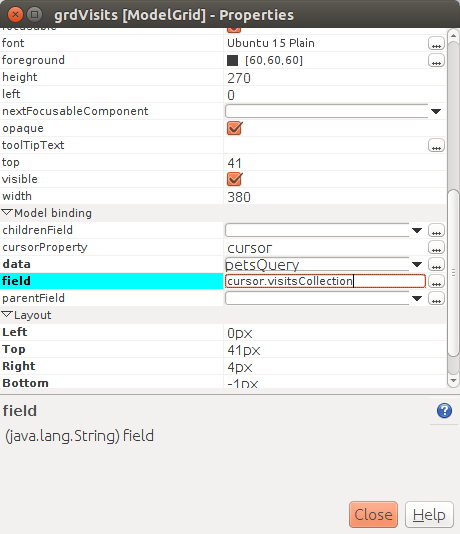 grdVisits [ModelGrid] - Properties
focusable
font Ubuntu 15 Plain ...
foreground [60,60,60] ...
height 270
left 0
nextFocusableComponent ...
opaque
toolTipText ...
top 41
visible
width 380
Model binding
childrenField ...
cursorProperty cursor ...
data petsQuery ...
field cursor.visitsCollection ...
parentField ...
Layout
Left 0px
Top 41px
Right 4px
Bottom -1px
field
(java.lang.String) field
Close Help